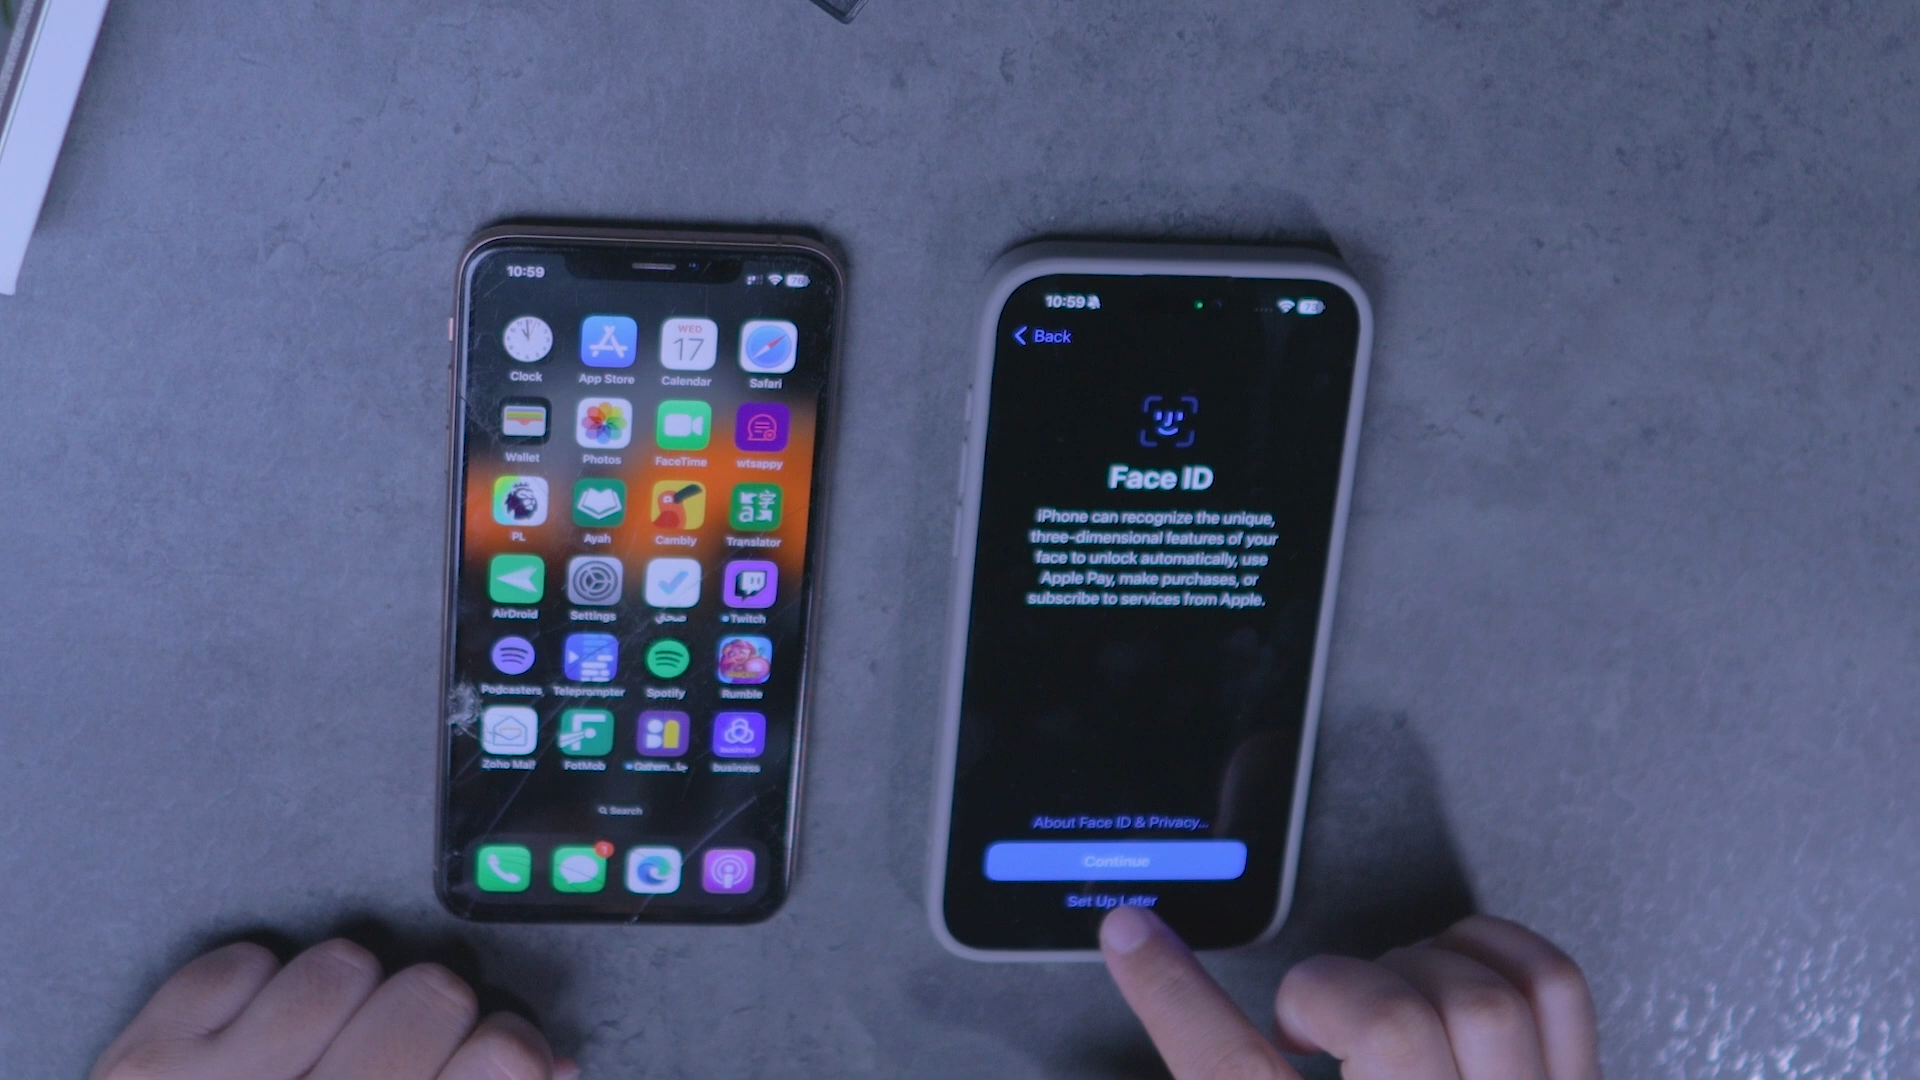 10:59
WED
17
Clock
App Store
Calendar
Safari
Wallet
Photos
FaceTime
wtsappy
PL
Ayah
Cambly
Translator
AirDroid
Settings
Twitch
Podcasters
Teleprompter
Spotify
Rumble
Zoho Mail
FotMob
business
Search
1
10:59
73
Back
Face ID
iPhone can recognize the unique,
three-dimensional features of your
face to unlock automatically, use
Apple Pay, make purchases, or
subscribe to services from Apple.
About Face ID & Privacy...
Continue
Set Up Later